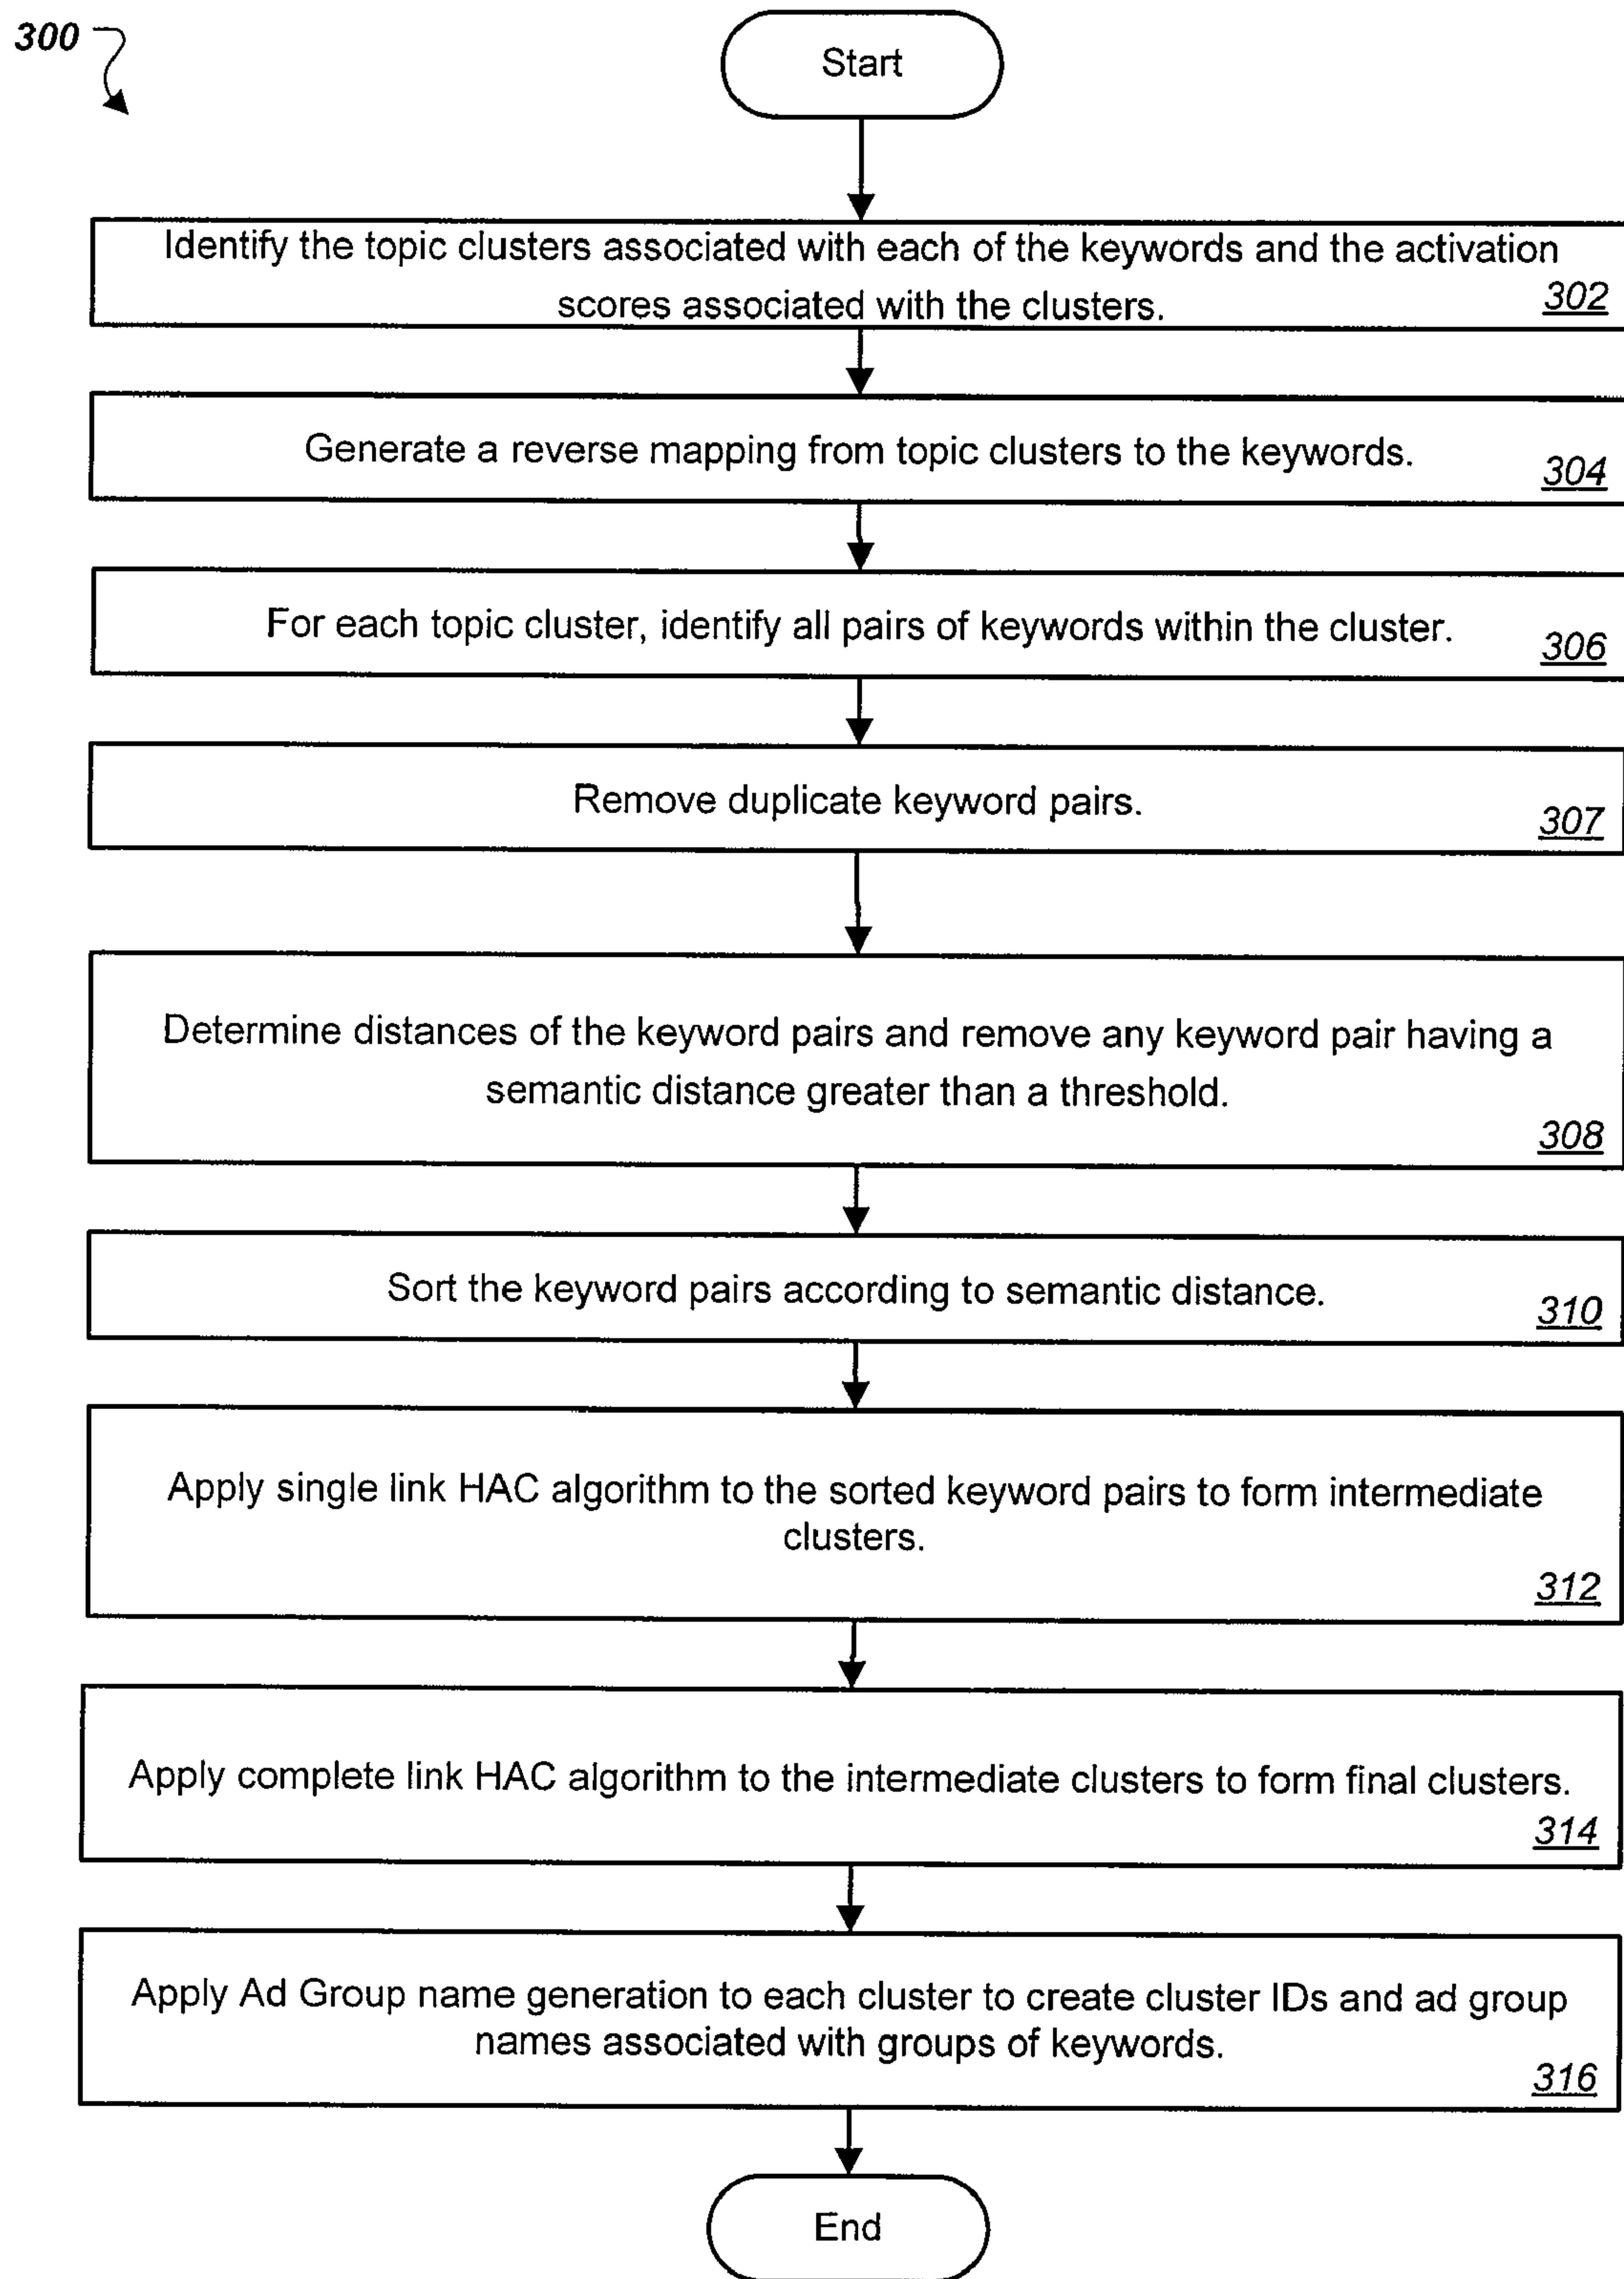 300
Start
Identify the topic clusters associated with each of the keywords and the activation
scores associated with the clusters.
302
Generate a reverse mapping from topic clusters to the keywords.
304
For each topic cluster, identify all pairs of keywords within the cluster.
306
Remove duplicate keyword pairs.
307
Determine distances of the keyword pairs and remove any keyword pair having a
semantic distance greater than a threshold.
308
Sort the keyword pairs according to semantic distance.
310
Apply single link HAC algorithm to the sorted keyword pairs to form intermediate
clusters.
312
Apply complete link HAC algorithm to the intermediate clusters to form final clusters.
314
Apply Ad Group name generation to each cluster to create cluster IDs and ad group
names associated with groups of keywords.
316
End